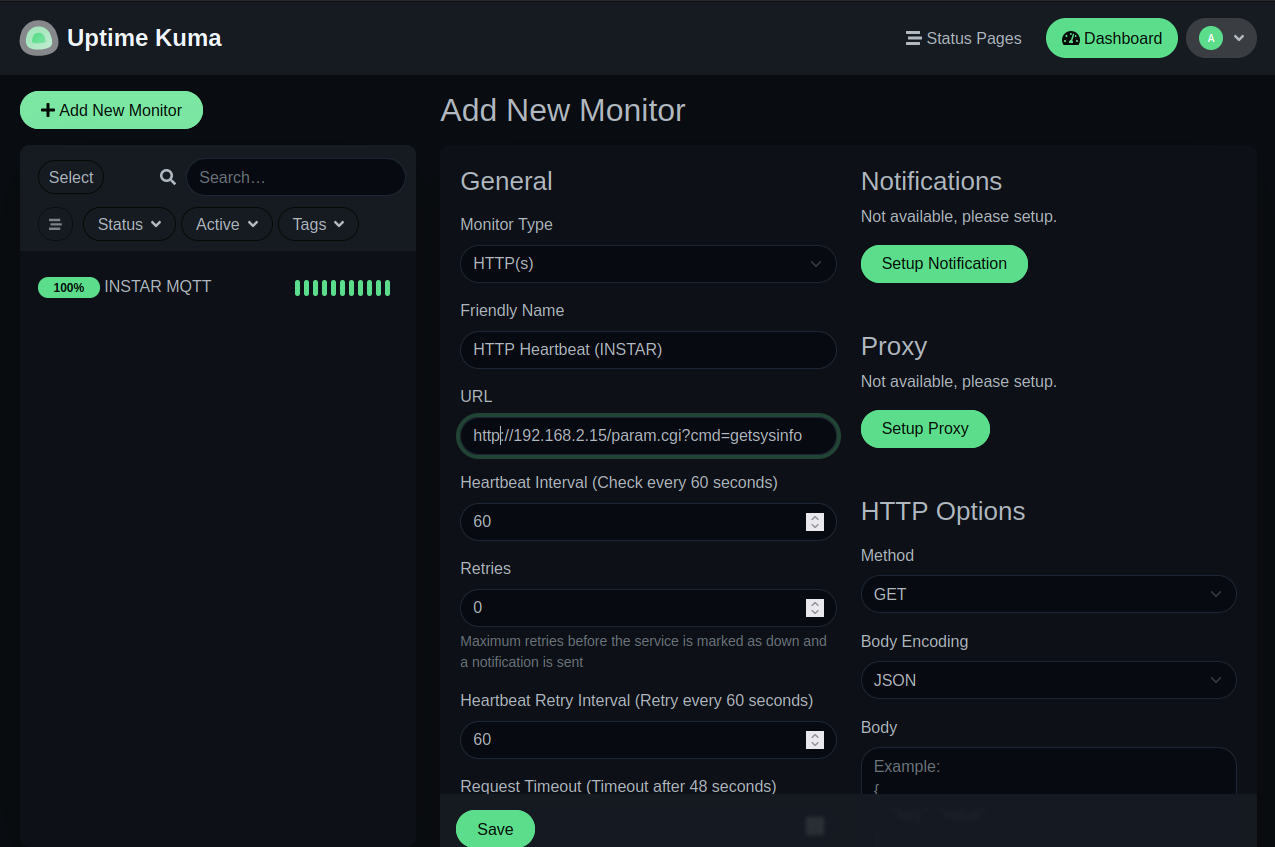 Uptime Kuma
Status Pages
Dashboard
A
Add New Monitor
Select
Search…
Status
Active
Tags
100% INSTAR MQTT
Add New Monitor
General
Monitor Type
HTTP(s)
Friendly Name
HTTP Heartbeat (INSTAR)
URL
http://192.168.2.15/param.cgi?cmd=getsysinfo
Heartbeat Interval (Check every 60 seconds)
60
Retries
0
Maximum retries before the service is marked as down and
a notification is sent
Heartbeat Retry Interval (Retry every 60 seconds)
60
Request Timeout (Timeout after 48 seconds)
Save
Notifications
Not available, please setup.
Setup Notification
Proxy
Not available, please setup.
Setup Proxy
HTTP Options
Method
GET
Body Encoding
JSON
Body
Example:
{